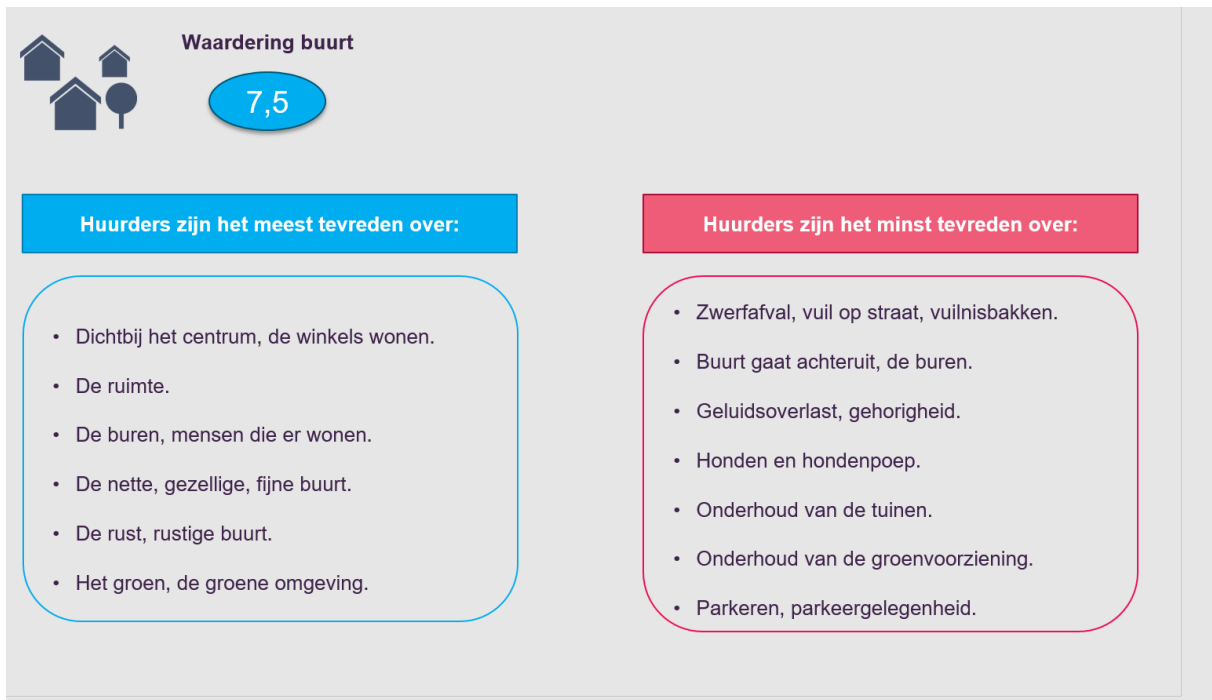 Waardering buurt
7,5
Huurders zijn het meest tevreden over:
• Dichtbij het centrum, de winkels wonen.
• De ruimte.
• De buren, mensen die er wonen.
• De nette, gezellige, fijne buurt.
• De rust, rustige buurt.
• Het groen, de groene omgeving.
Huurders zijn het minst tevreden over:
• Zwerfafval, vuil op straat, vuilnisbakken.
• Buurt gaat achteruit, de buren.
• Geluidsoverlast, gehorigheid.
• Honden en hondenpoep.
• Onderhoud van de tuinen.
• Onderhoud van de groenvoorziening.
• Parkeren, parkeergelegenheid.